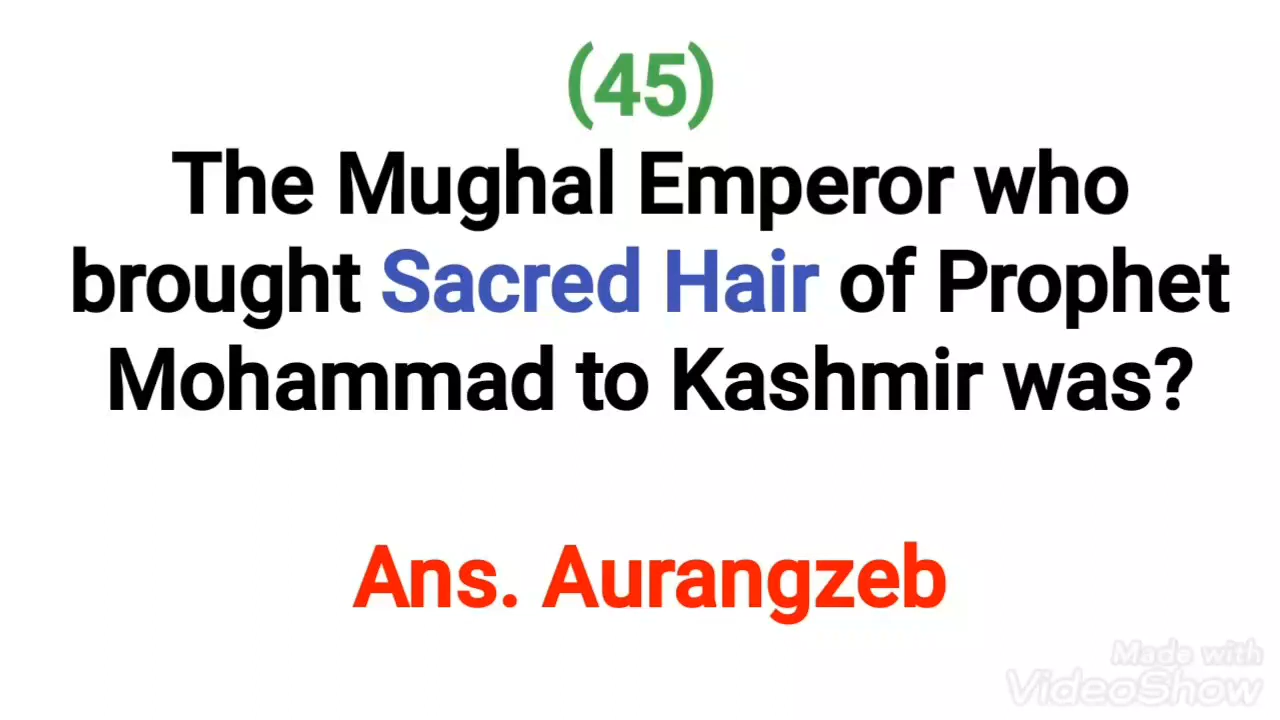 (45)
The Mughal Emperor who
brought Sacred Hair of Prophet
Mohammad to Kashmir was?
Ans. Aurangzeb
Made with
VideoShow